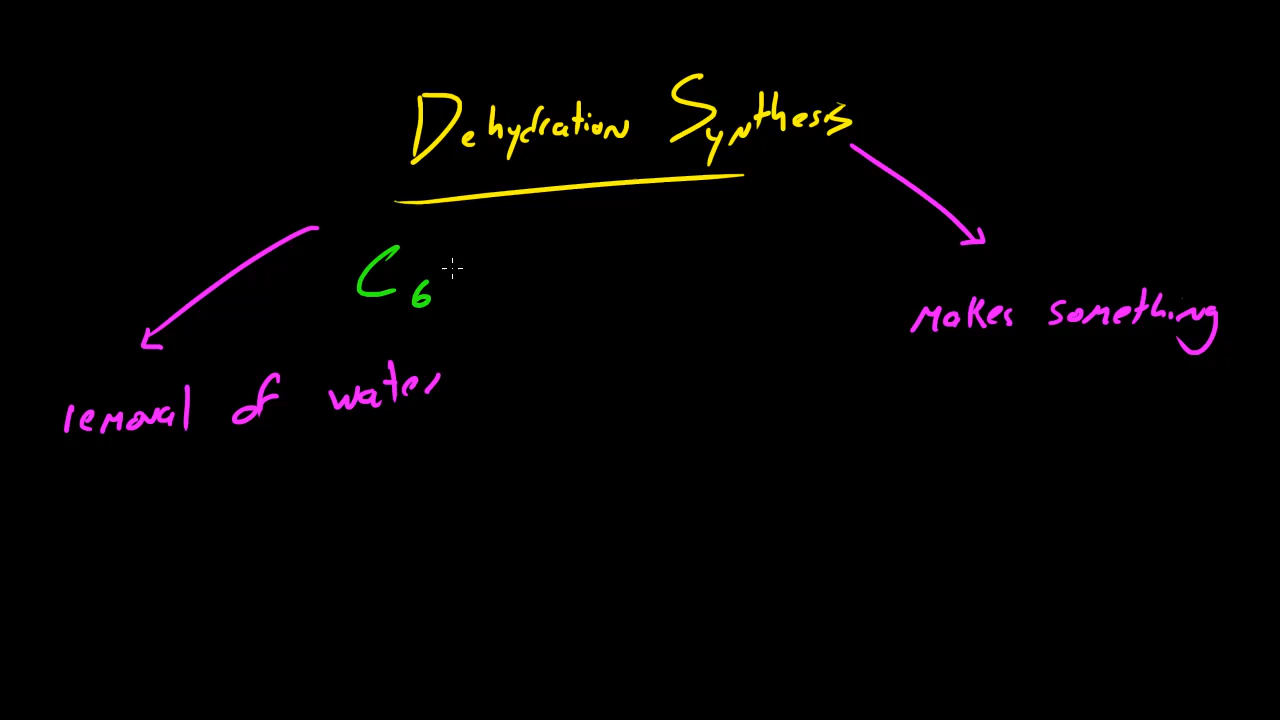 Dehydration Synthesis
C6
makes something
removal of water